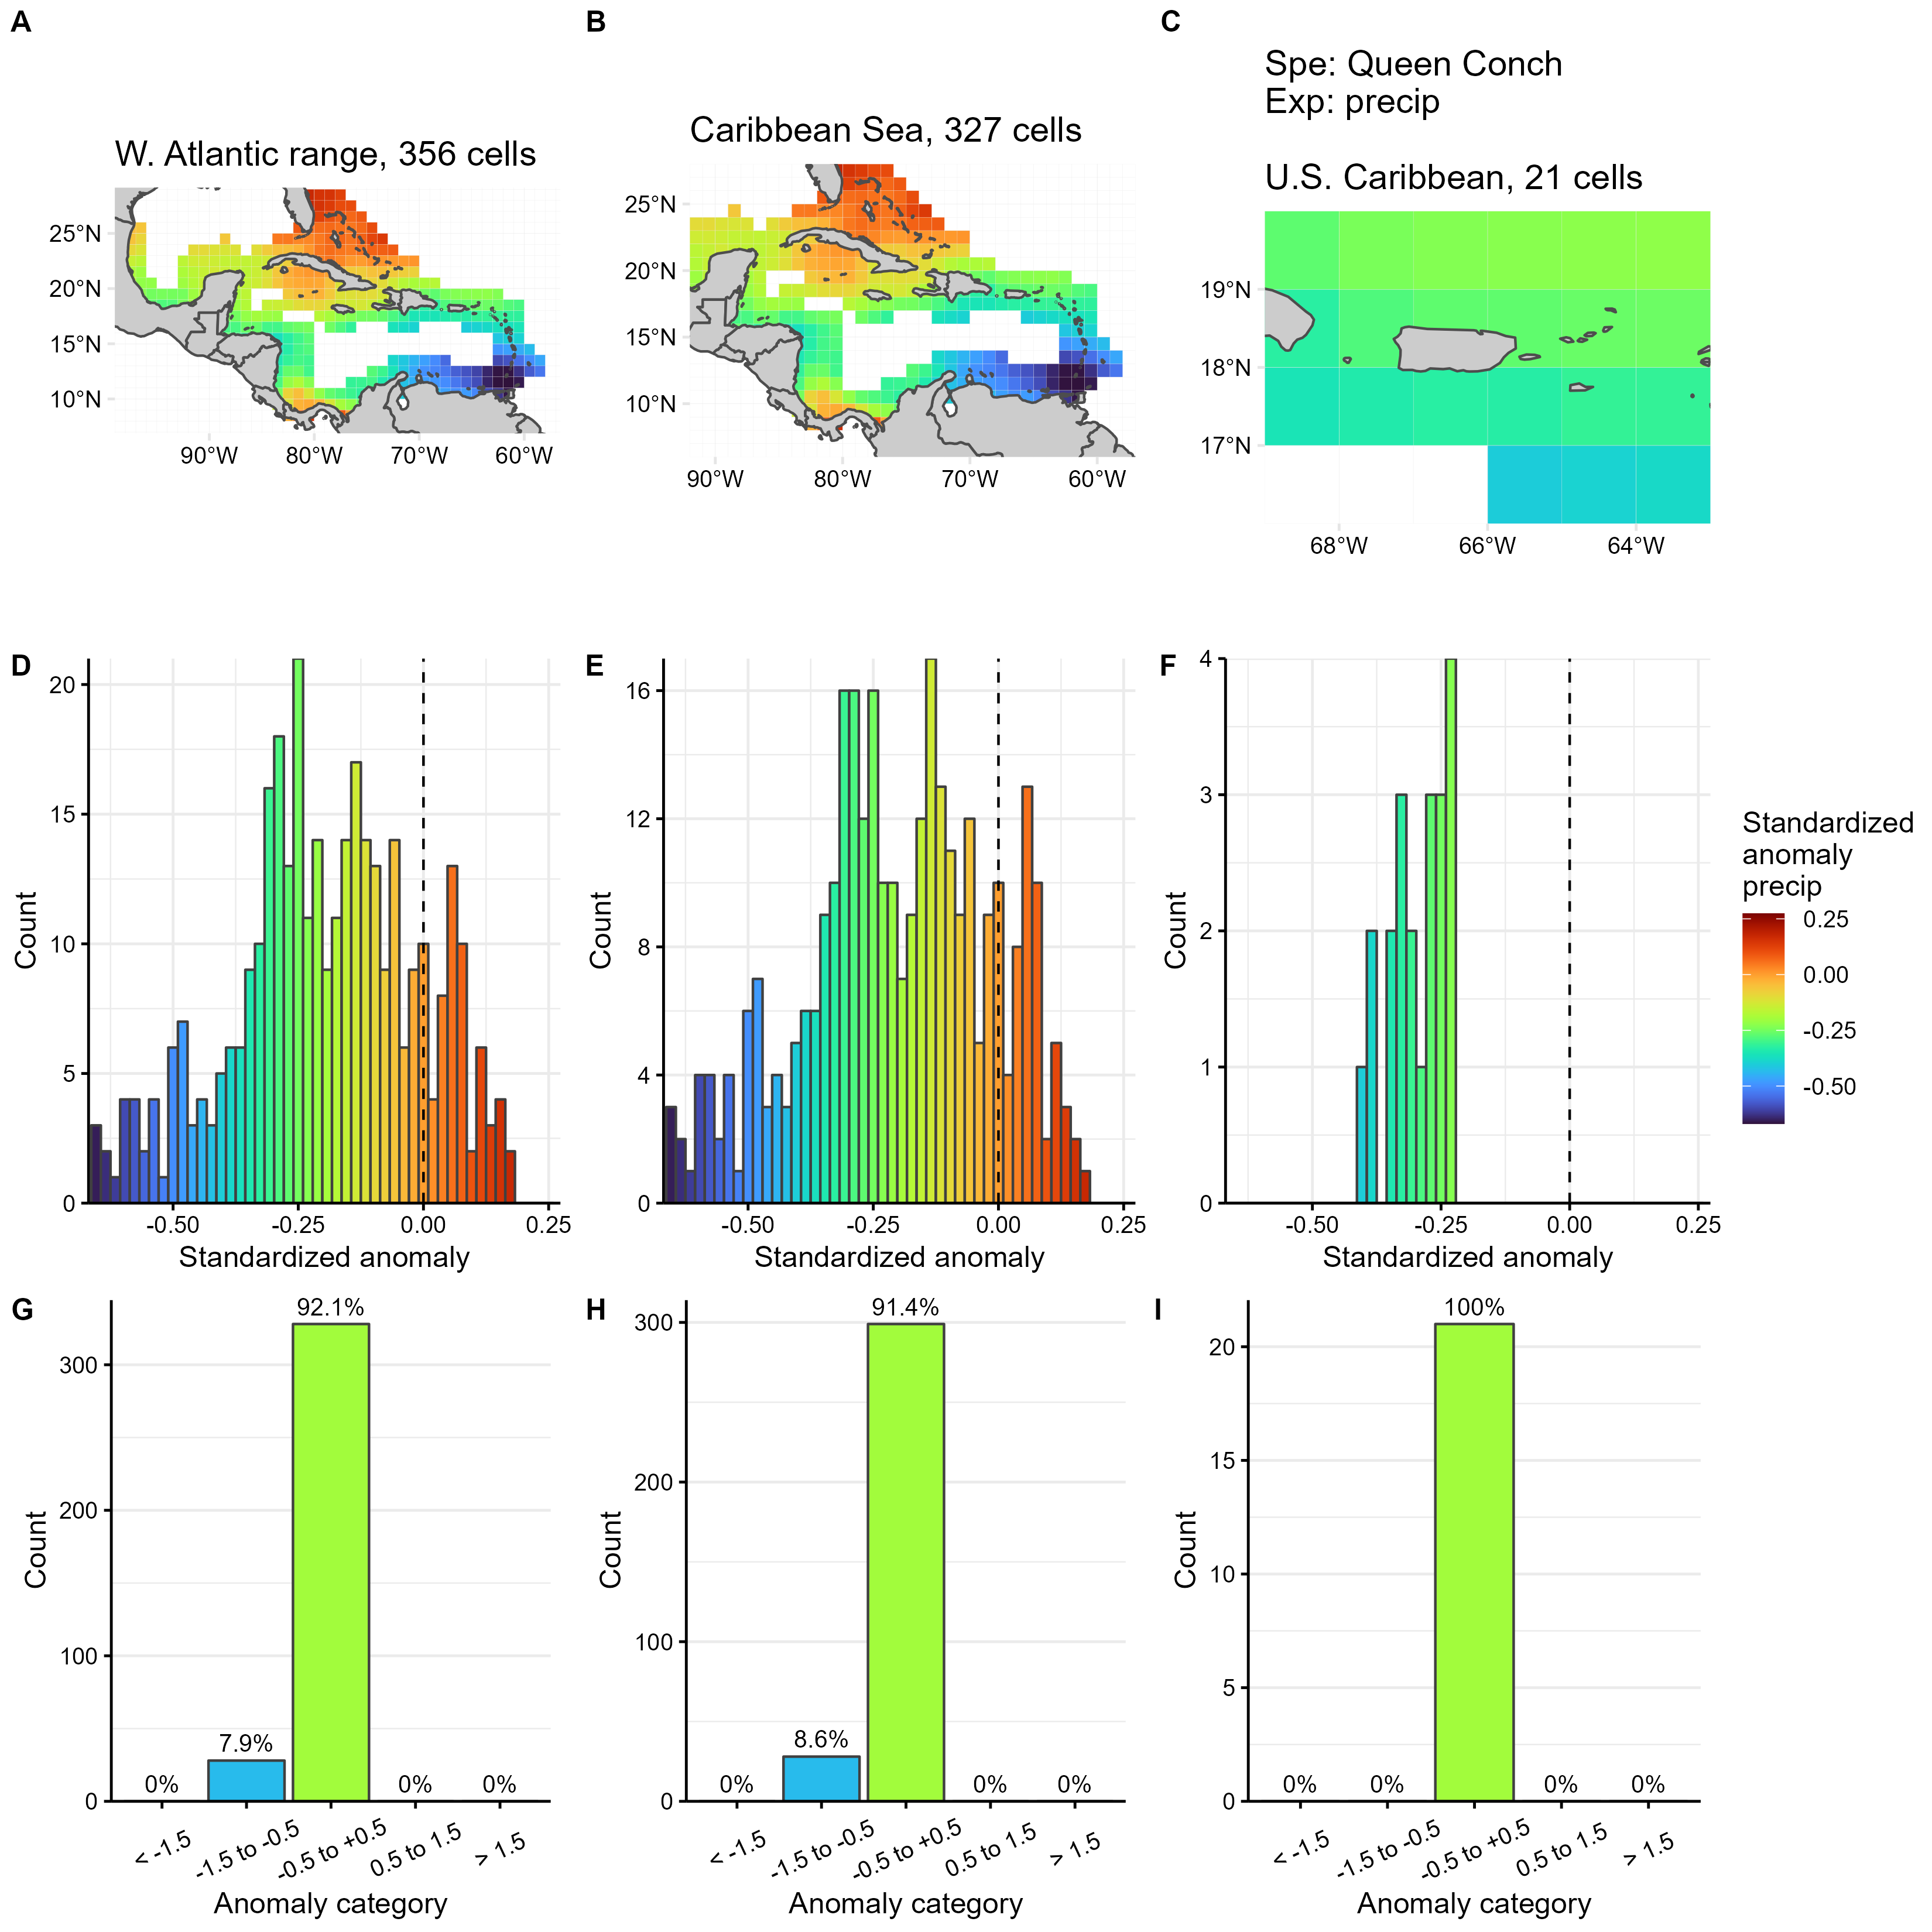 A
B
C
Spe: Queen Conch
Exp: precip
W. Atlantic range, 356 cells
Caribbean Sea, 327 cells
U.S. Caribbean, 21 cells
25°N
20°N
15°N
10°N
90°W
80°W
70°W
60°W
25°N
20°N
15°N
10°N
90°W
80°W
70°W
60°W
19°N
18°N
17°N
68°W
66°W
64°W
D
20
15
10
5
0
Count
-0.50
-0.25
0.00
0.25
Standardized anomaly
E
16
12
8
4
0
Count
-0.50
-0.25
0.00
0.25
Standardized anomaly
F
4
3
2
1
0
Count
-0.50
-0.25
0.00
0.25
Standardized anomaly
Standardized
anomaly
precip
0.25
0.00
-0.25
-0.50
G
300
200
100
0
Count
0%
7.9%
92.1%
0%
0%
< -1.5
-1.5 to -0.5
-0.5 to +0.5
0.5 to 1.5
> 1.5
Anomaly category
H
300
200
100
0
Count
0%
8.6%
91.4%
0%
0%
< -1.5
-1.5 to -0.5
-0.5 to +0.5
0.5 to 1.5
> 1.5
Anomaly category
I
20
15
10
5
0
Count
0%
0%
100%
0%
0%
< -1.5
-1.5 to -0.5
-0.5 to +0.5
0.5 to 1.5
> 1.5
Anomaly category